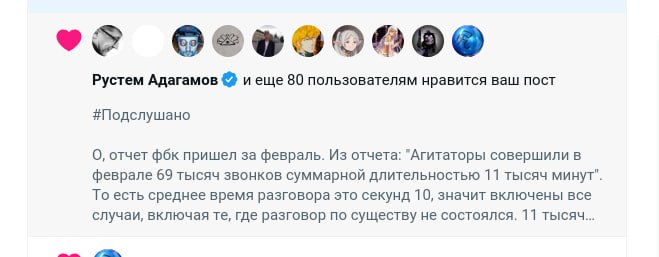 Рустем Адагамов и еще 80 пользователям нравится ваш пост
#Подслушано
О, отчет фбк пришел за февраль. Из отчета: "Агитаторы совершили в
феврале 69 тысяч звонков суммарной длительностью 11 тысяч минут".
То есть среднее время разговора это секунд 10, значит включены все
случаи, включая те, где разговор по существу не состоялся. 11 тысяч…